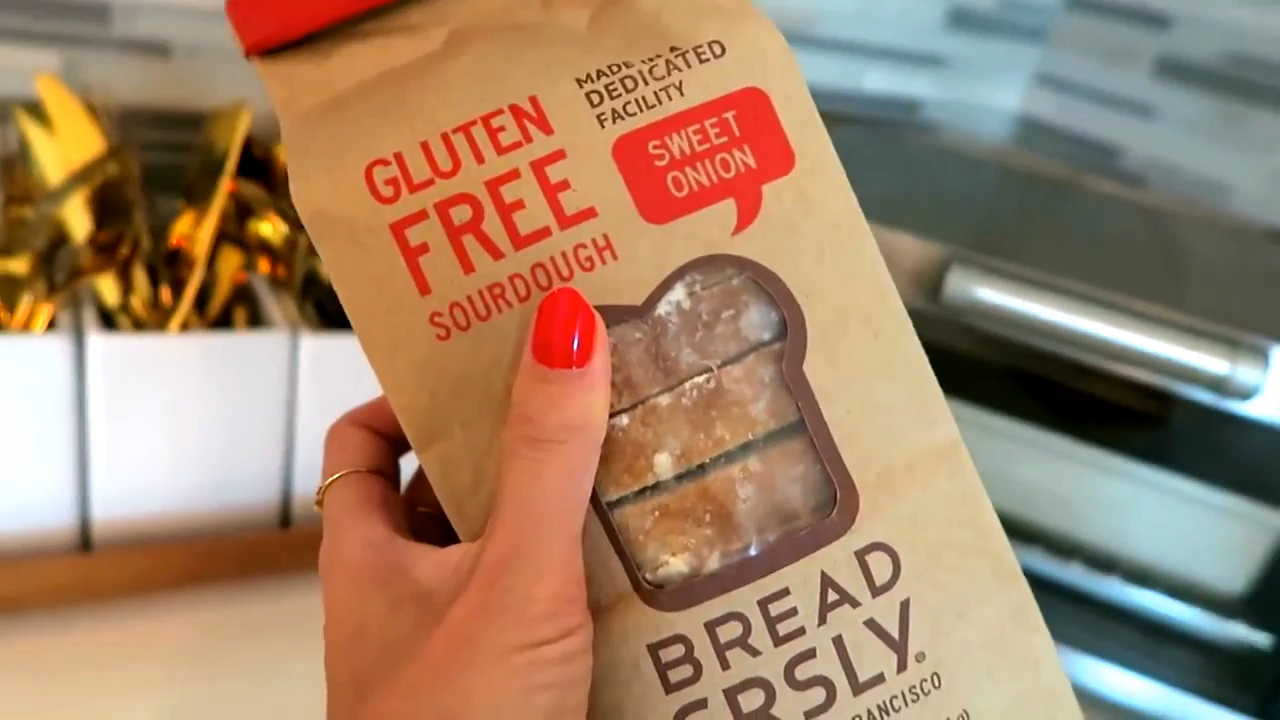 MADE IN A
DEDICATED
FACILITY
GLUTEN
FREE
SOURDOUGH
SWEET
ONION
BREAD
SRSLY®